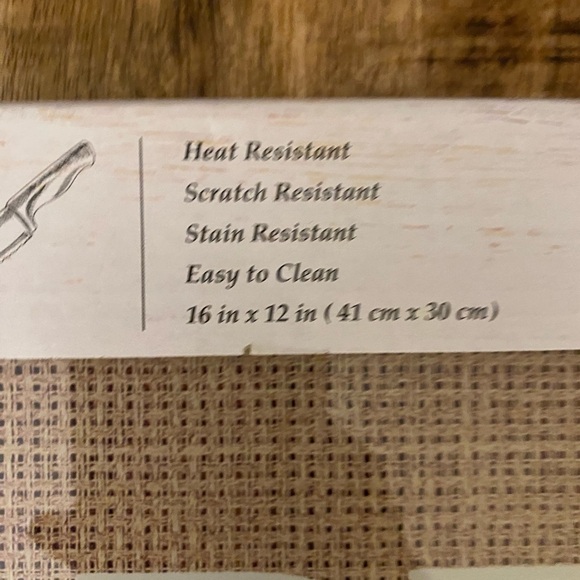 Heat Resistant
Scratch Resistant
Stain Resistant
Easy to Clean
16 in x 12 in (41 cm x 30 cm)